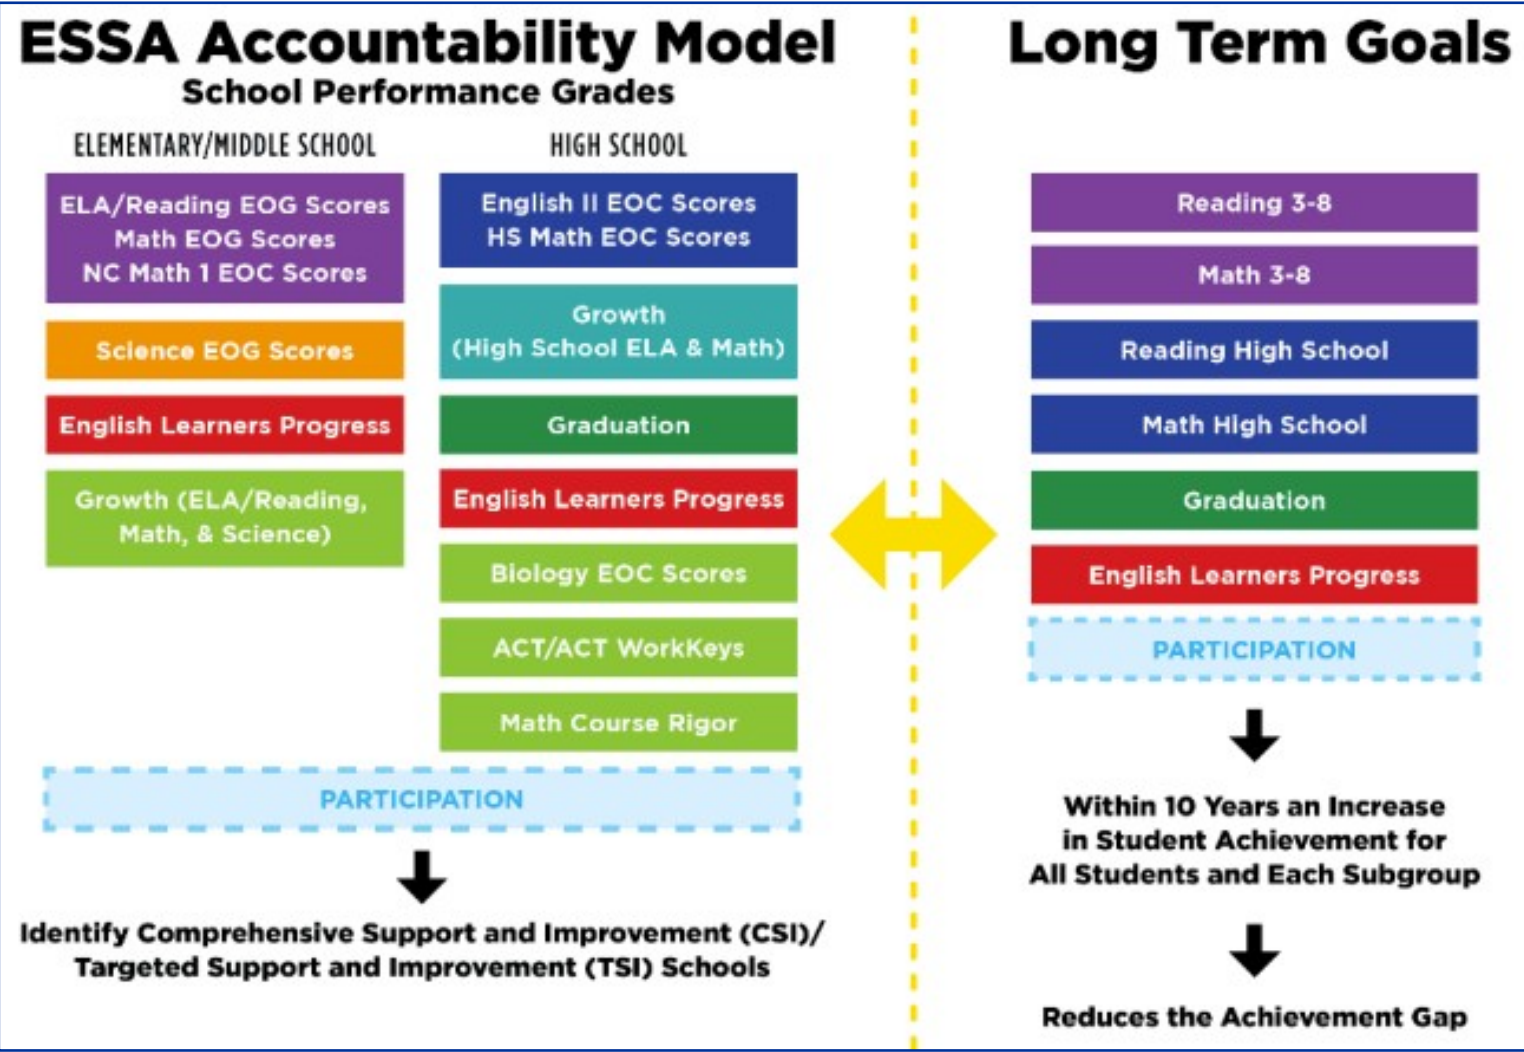 ESSA Accountability Model
School Performance Grades
ELEMENTARY/MIDDLE SCHOOL
ELA/Reading EOG Scores
Math EOG Scores
NC Math 1 EOC Scores
Science EOG Scores
English Learners Progress
Growth (ELA/Reading,
Math, & Science)
HIGH SCHOOL
English II EOC Scores
HS Math EOC Scores
Growth
(High School ELA & Math)
Graduation
English Learners Progress
Biology EOC Scores
ACT/ACT WorkKeys
Math Course Rigor
PARTICIPATION
Identify Comprehensive Support and Improvement (CSI)/
Targeted Support and Improvement (TSI) Schools
Long Term Goals
Reading 3-8
Math 3-8
Reading High School
Math High School
Graduation
English Learners Progress
PARTICIPATION
Within 10 Years an Increase
in Student Achievement for
All Students and Each Subgroup
Reduces the Achievement Gap